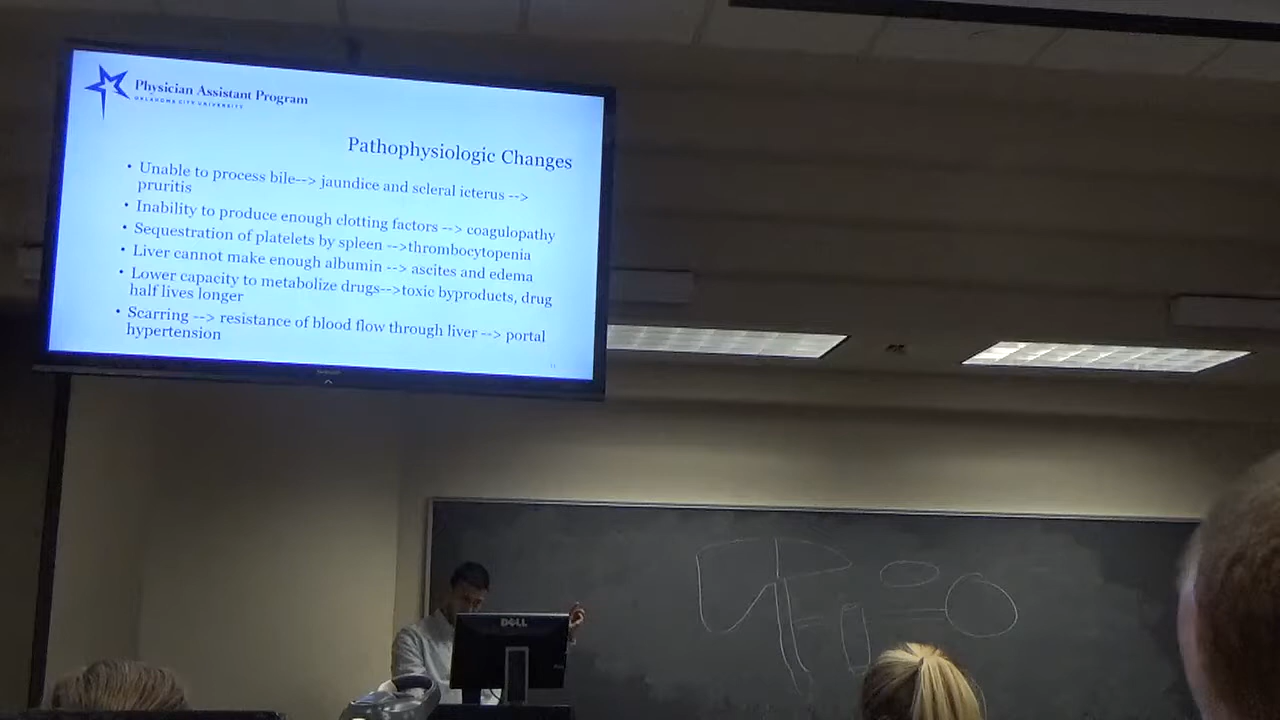 Physician Assistant Program
OKLAHOMA CITY UNIVERSITY
Pathophysiologic Changes
• Unable to process bile--> jaundice and scleral icterus -->
pruritis
• Inability to produce enough clotting factors --> coagulopathy
• Sequestration of platelets by spleen -->thrombocytopenia
• Liver cannot make enough albumin --> ascites and edema
• Lower capacity to metabolize drugs-->toxic byproducts, drug
half lives longer
• Scarring --> resistance of blood flow through liver --> portal
hypertension
DELL